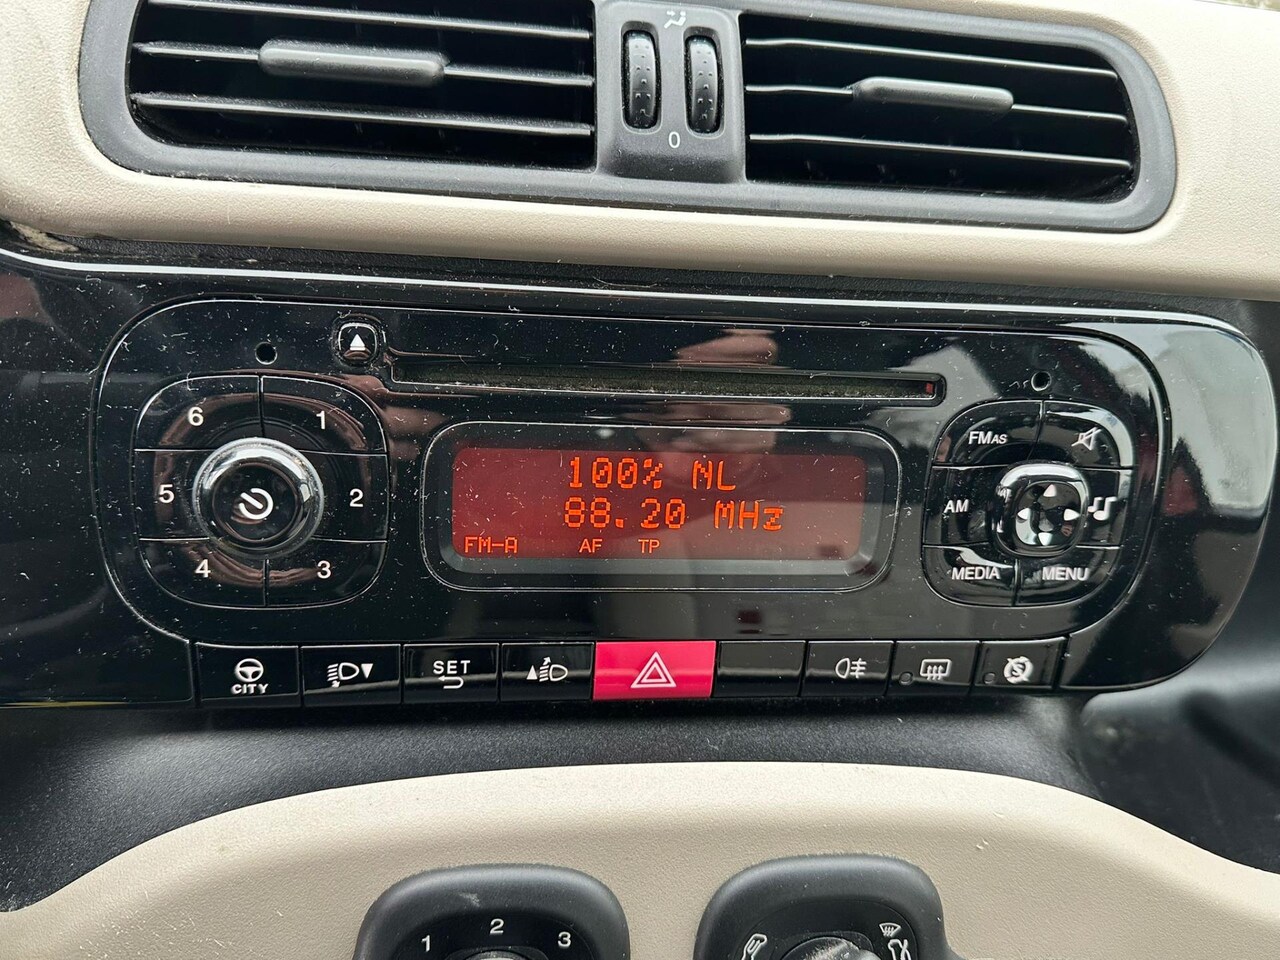 0
6 1
5 2
4 3
100% NL
88.20 MHz
FM-A AF TP
FMAS
AM
MEDIA MENU
CITY
SET
1 2 3